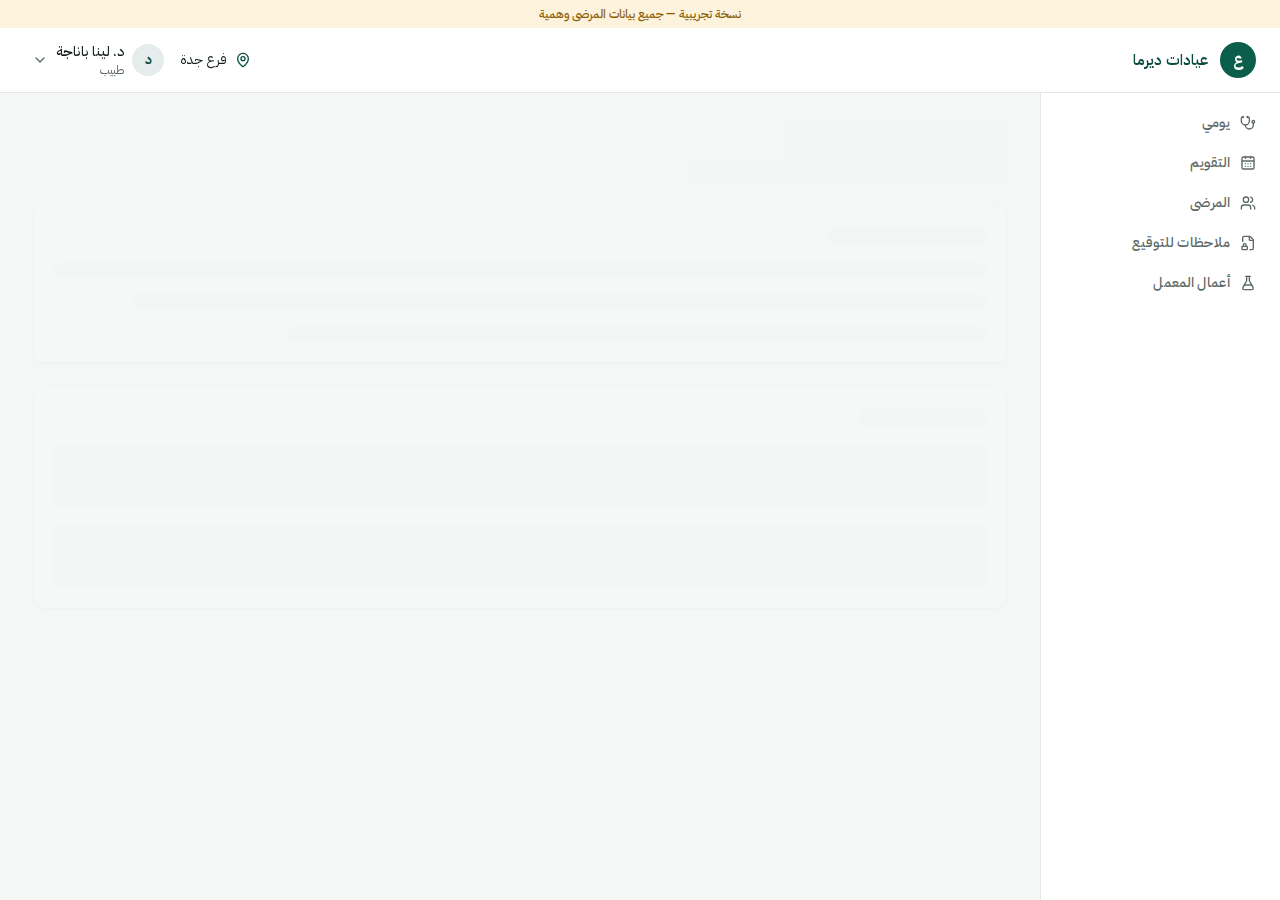 نسخة تجريبية — جميع بيانات المرضى وهمية
ع
عيادات ديرما
فرع جدة
د
د. لينا باناجة
طبيب
يومي
التقويم
المرضى
ملاحظات للتوقيع
أعمال المعمل